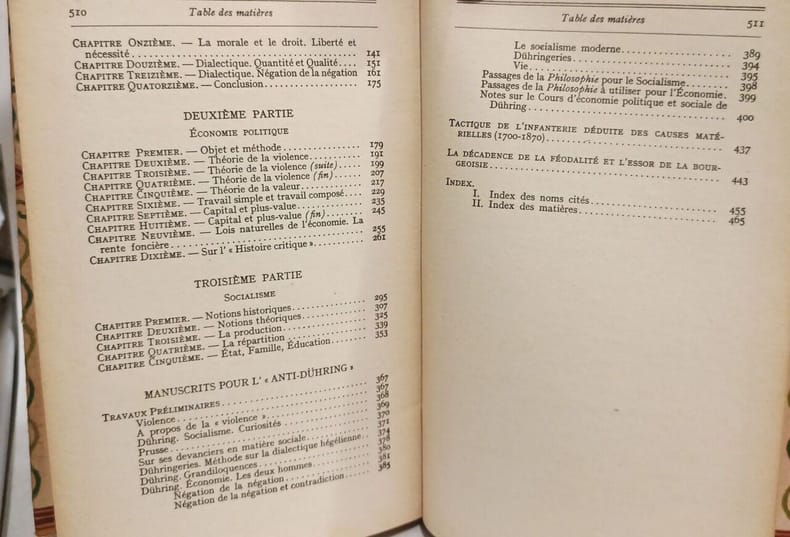 510 Table des matières
CHAPITRE ONZIÈME. — La morale et le droit. Liberté et
nécessité 141
CHAPITRE DOUZIÈME. — Dialectique. Quantité et Qualité 151
CHAPITRE TREIZIÈME. — Dialectique. Négation de la négation 161
CHAPITRE QUATORZIÈME. — Conclusion 175
DEUXIÈME PARTIE
ÉCONOMIE POLITIQUE
CHAPITRE PREMIER. — Objet et méthode 179
CHAPITRE DEUXIÈME. — Théorie de la violence 191
CHAPITRE TROISIÈME. — Théorie de la violence (suite) 199
CHAPITRE QUATRIÈME. — Théorie de la violence (fin) 207
CHAPITRE CINQUIÈME. — Théorie de la valeur 217
CHAPITRE SIXIÈME. — Travail simple et travail composé 229
CHAPITRE SEPTIÈME. — Capital et plus-value 235
CHAPITRE HUITIÈME. — Capital et plus-value (fin) 245
CHAPITRE NEUVIÈME. — Lois naturelles de l'économie. La
rente foncière 255
CHAPITRE DIXIÈME. — Sur l' « Histoire critique » 261
TROISIÈME PARTIE
SOCIALISME
CHAPITRE PREMIER. — Notions historiques 295
CHAPITRE DEUXIÈME. — Notions théoriques 307
CHAPITRE TROISIÈME. — La production 325
CHAPITRE QUATRIÈME. — La répartition 339
CHAPITRE CINQUIÈME. — État, Famille, Éducation 353
MANUSCRITS POUR L' « ANTI-DÜHRING »
TRAVAUX PRÉLIMINAIRES 367
Violence 367
A propos de la « violence » 368
Dühring. Socialisme. Curiosités 369
Prusse 370
Sur ses devanciers en matière sociale 371
Dühringeries. Méthode sur la dialectique hégélienne 374
Dühring. Grandiloquences 378
Dühring. Économie. Les deux hommes 380
Négation de la négation 381
Négation de la négation et contradiction 385
Table des matières 511
Le socialisme moderne 389
Dühringeries 394
Vie 395
Passages de la Philosophie pour le Socialisme 398
Passages de la Philosophie à utiliser pour l'Économie. 399
Notes sur le Cours d'économie politique et sociale de
Dühring 400
TACTIQUE DE L'INFANTERIE DÉDUITE DES CAUSES MATÉ-
RIELLES (1700-1870) 437
LA DÉCADENCE DE LA FÉODALITÉ ET L'ESSOR DE LA BOUR-
GEOISIE 443
INDEX.
I. Index des noms cités 455
II. Index des matières 465